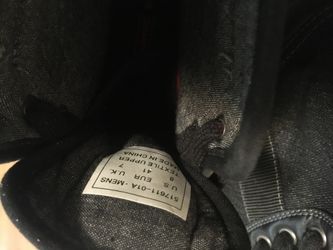 517611-01A - MENS
U.S EUR U.K.
8 41 7
TEXTILE UPPER
MADE IN CHINA